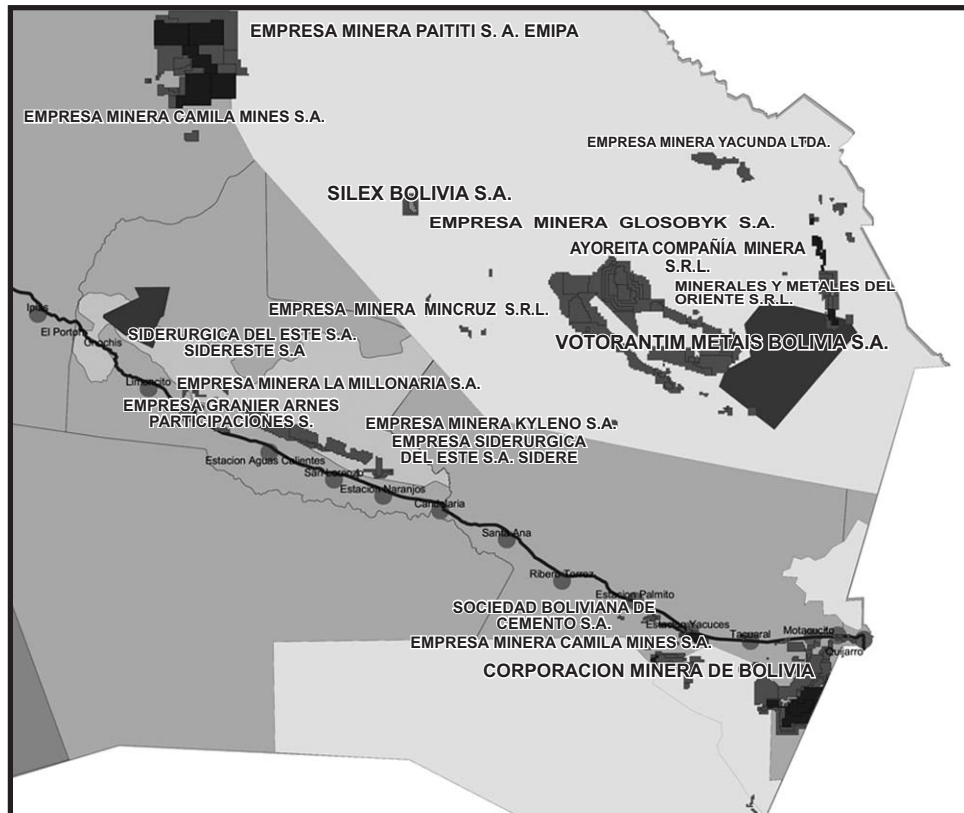 EMPRESA MINERA PAITITI S. A. EMIPA
EMPRESA MINERA CAMILA MINES S.A.
EMPRESA MINERA YACUNDA LTDA.
SILEX BOLIVIA S.A.
EMPRESA MINERA GLOSOBYK S.A.
AYOREITA COMPAÑÍA MINERA
S.R.L.
MINERALES Y METALES DEL
ORIENTE S.R.L.
EMPRESA MINERA MINCRUZ S.R.L.
Ipias
El Porton
SIDERURGICA DEL ESTE S.A.
SIDERESTE S.A
Chochis
VOTORANTIM METAIS BOLIVIA S.A.
Limoncito
EMPRESA MINERA LA MILLONARIA S.A.
EMPRESA GRANIER ARNES
PARTICIPACIONES S.
EMPRESA MINERA KYLENO S.A.
EMPRESA SIDERURGICA
DEL ESTE S.A. SIDERE
Estacion Aguas Calientes
San Lorenzo
Estacion Naranjos
Candelaria
Santa Ana
Ribero Torrez
Estacion Palmito
SOCIEDAD BOLIVIANA DE
CEMENTO S.A.
Estacion Yacuces
Tacuaral
Motacucito
EMPRESA MINERA CAMILA MINES S.A.
Quijarro
CORPORACION MINERA DE BOLIVIA